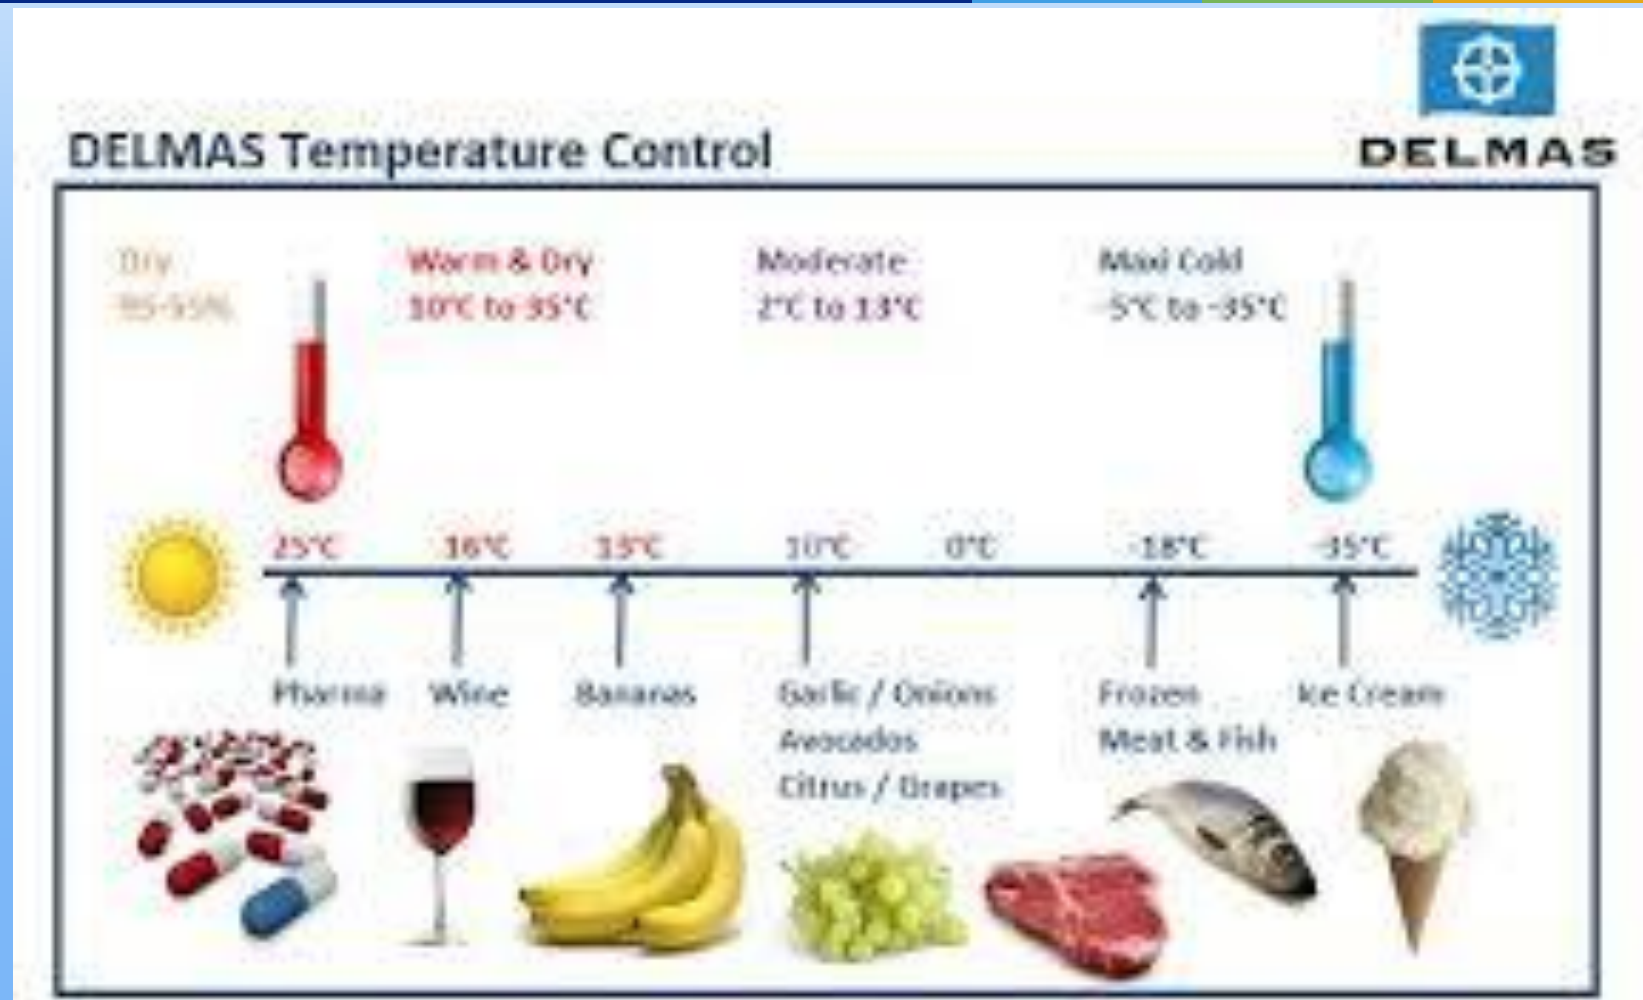 DELMAS
DELMAS Temperature Control
Dry
Warm & Dry
10°C to 35°C
Moderate
2°C to 13°C
Maxi Cold
-5°C to -35°C
25°C 16°C 13°C 10°C 0°C -18°C -35°C
Pharma Wine Bananas Garlic / Onions Frozen Ice Cream
Avocados Meat & Fish
Citrus / Grapes